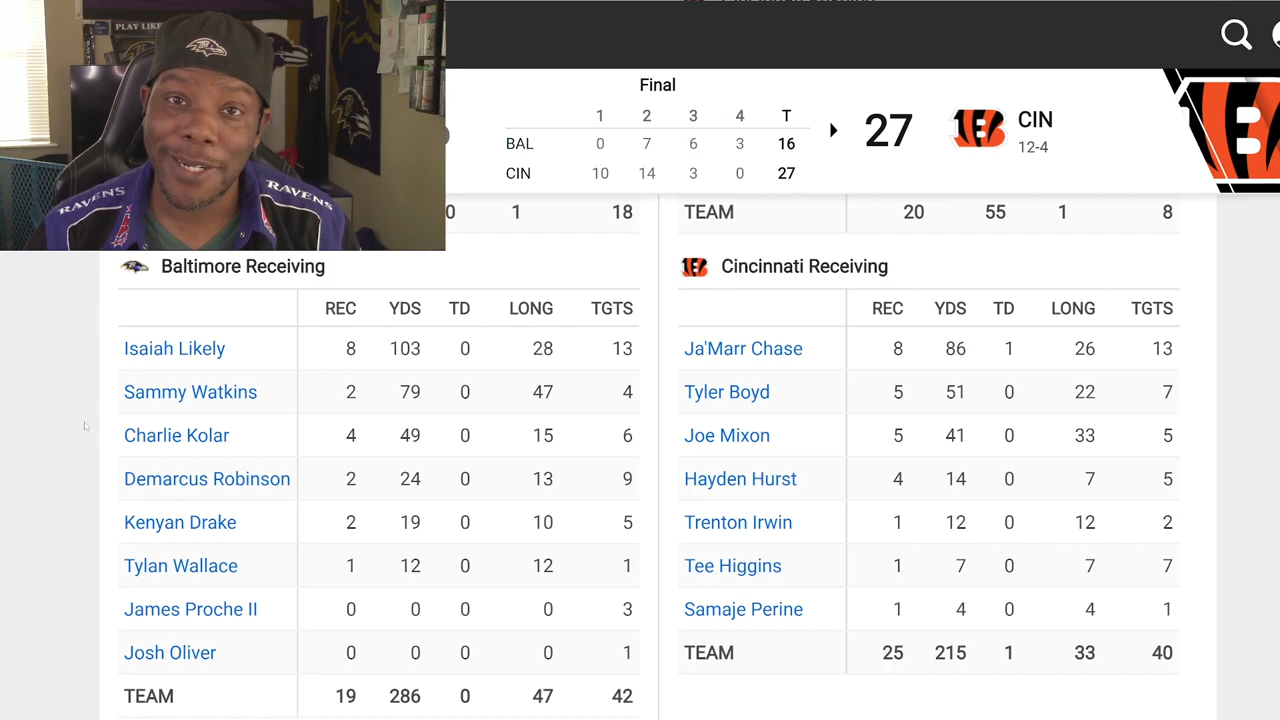 PLAY LIKE
RAVENS
RAVENS
Final
1 2 3 4 T
BAL 0 7 6 3 16
CIN 10 14 3 0 27
27
CIN
12-4
0 1 18
TEAM 20 55 1 8
Baltimore Receiving
REC YDS TD LONG TGTS
Isaiah Likely 8 103 0 28 13
Sammy Watkins 2 79 0 47 4
Charlie Kolar 4 49 0 15 6
Demarcus Robinson 2 24 0 13 9
Kenyan Drake 2 19 0 10 5
Tylan Wallace 1 12 0 12 1
James Proche II 0 0 0 0 3
Josh Oliver 0 0 0 0 1
TEAM 19 286 0 47 42
Cincinnati Receiving
REC YDS TD LONG TGTS
Ja'Marr Chase 8 86 1 26 13
Tyler Boyd 5 51 0 22 7
Joe Mixon 5 41 0 33 5
Hayden Hurst 4 14 0 7 5
Trenton Irwin 1 12 0 12 2
Tee Higgins 1 7 0 7 7
Samaje Perine 1 4 0 4 1
TEAM 25 215 1 33 40